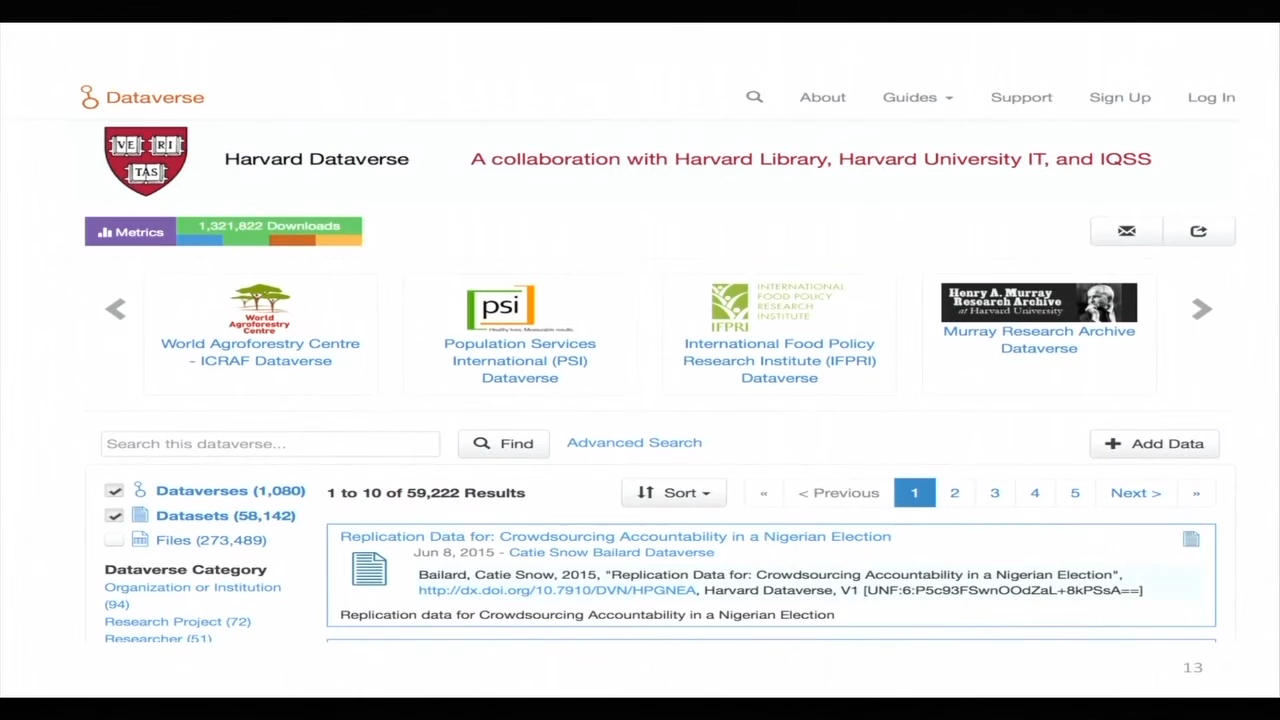 Dataverse
About
Guides
Support
Sign Up
Log In
VE RI
TAS
Harvard Dataverse
A collaboration with Harvard Library, Harvard University IT, and IQSS
Metrics
1,321,822 Downloads
World
Agroforestry
Centre
World Agroforestry Centre
- ICRAF Dataverse
psi
Healthy lives. Measurable results.
Population Services
International (PSI)
Dataverse
IFPRI
INTERNATIONAL
FOOD POLICY
RESEARCH
INSTITUTE
International Food Policy
Research Institute (IFPRI)
Dataverse
Henry A. Murray
Research Archive
at Harvard University
Murray Research Archive
Dataverse
Search this dataverse...
Find
Advanced Search
Add Data
Dataverses (1,080)
Datasets (58,142)
Files (273,489)
Dataverse Category
Organization or Institution
(94)
Research Project (72)
Researcher (51)
1 to 10 of 59,222 Results
Sort
« < Previous 1 2 3 4 5 Next > »
Replication Data for: Crowdsourcing Accountability in a Nigerian Election
Jun 8, 2015 - Catie Snow Bailard Dataverse
Bailard, Catie Snow, 2015, "Replication Data for: Crowdsourcing Accountability in a Nigerian Election",
http://dx.doi.org/10.7910/DVN/HPGNEA, Harvard Dataverse, V1 [UNF:6:P5c93FSwnOOdZaL+8kPSsA==]
Replication data for Crowdsourcing Accountability in a Nigerian Election
13